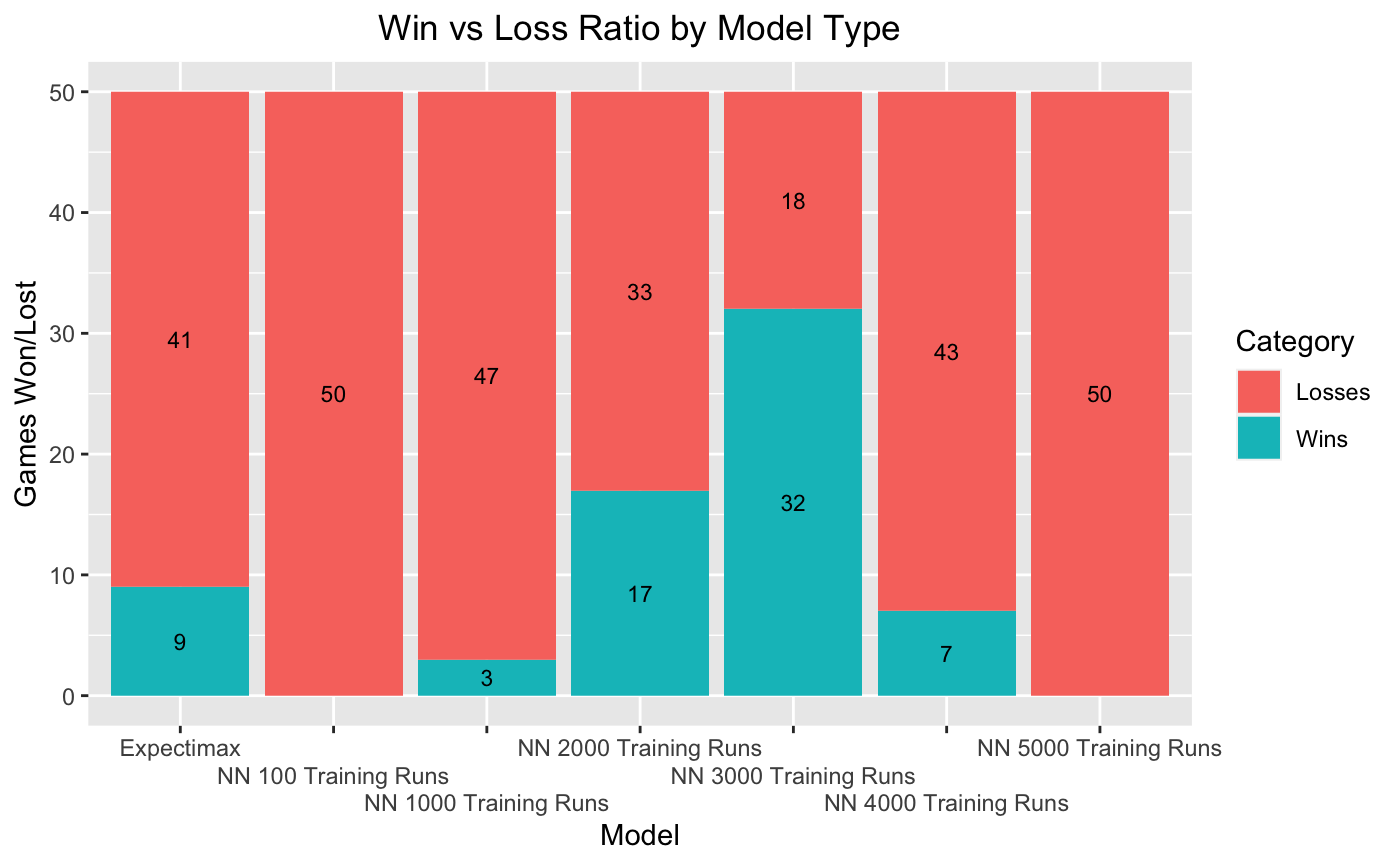 Win vs Loss Ratio by Model Type
Games Won/Lost
50
40
30
20
10
0
41
9
50
47
3
33
17
18
32
43
7
50
Expectimax
NN 100 Training Runs
NN 1000 Training Runs
NN 2000 Training Runs
NN 3000 Training Runs
NN 4000 Training Runs
NN 5000 Training Runs
Model
Category
Losses
Wins